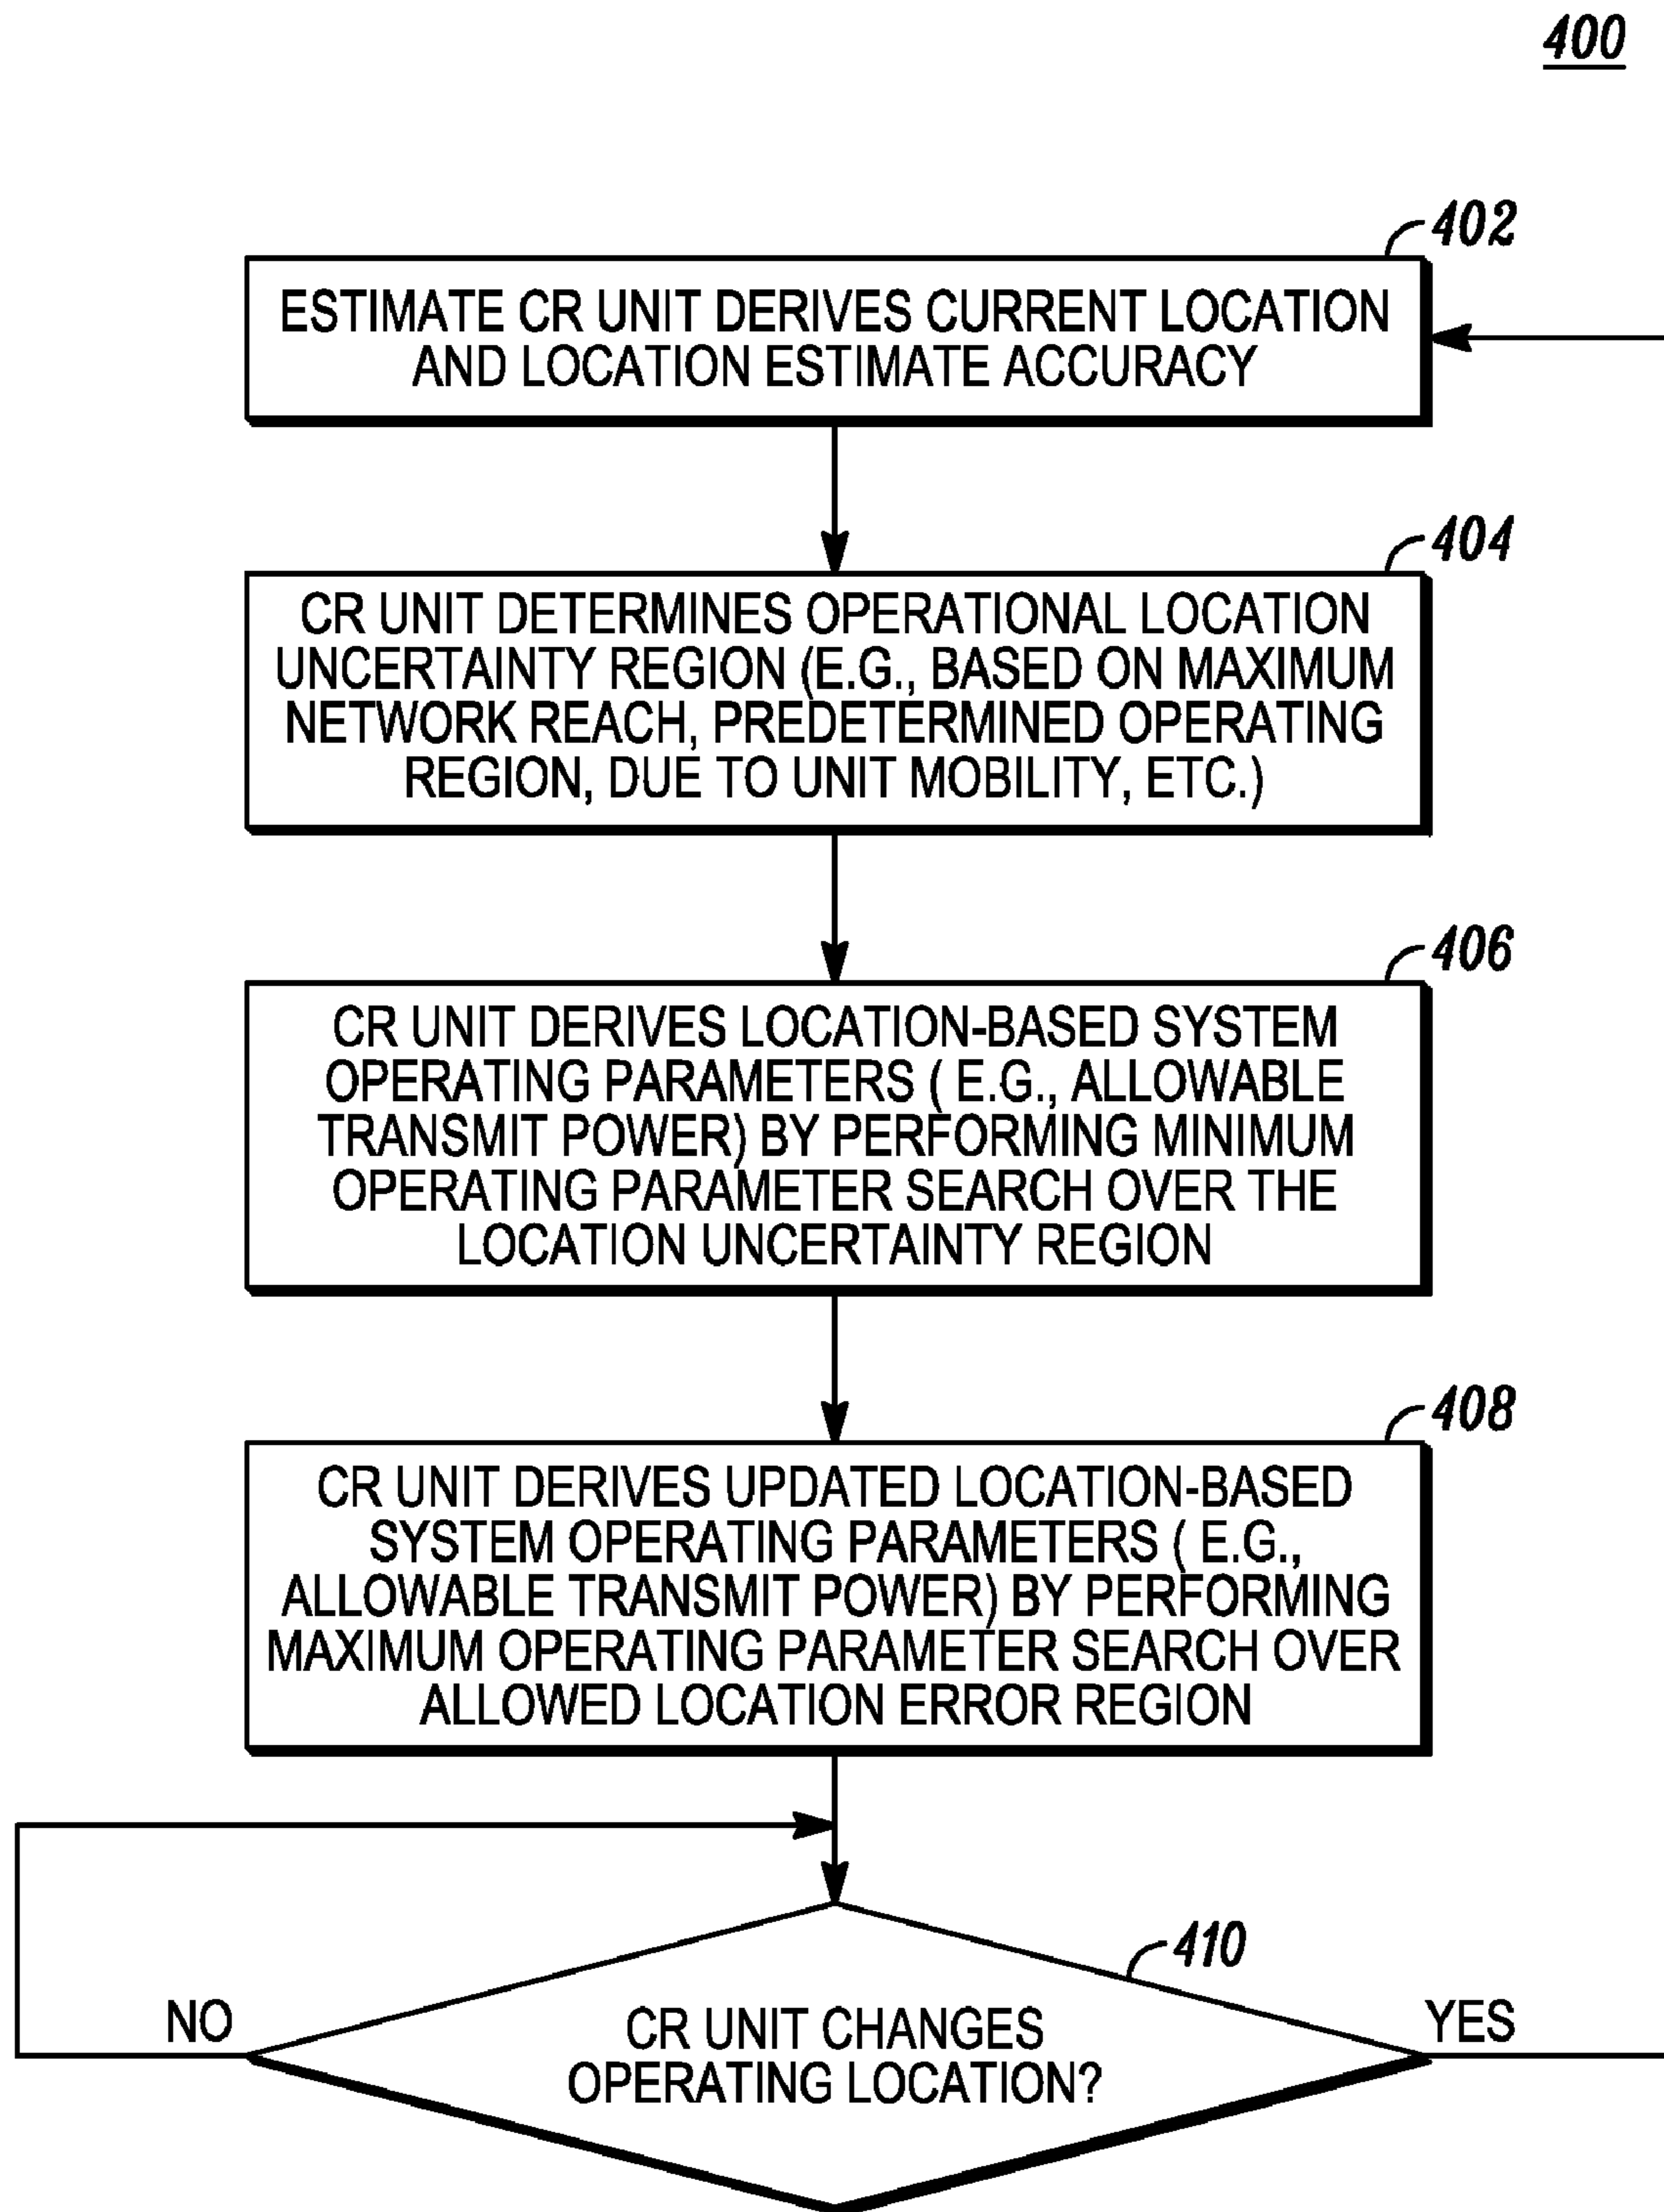 400
402
ESTIMATE CR UNIT DERIVES CURRENT LOCATION
AND LOCATION ESTIMATE ACCURACY
404
CR UNIT DETERMINES OPERATIONAL LOCATION
UNCERTAINTY REGION (E.G., BASED ON MAXIMUM
NETWORK REACH, PREDETERMINED OPERATING
REGION, DUE TO UNIT MOBILITY, ETC.)
406
CR UNIT DERIVES LOCATION-BASED SYSTEM
OPERATING PARAMETERS ( E.G., ALLOWABLE
TRANSMIT POWER) BY PERFORMING MINIMUM
OPERATING PARAMETER SEARCH OVER THE
LOCATION UNCERTAINTY REGION
408
CR UNIT DERIVES UPDATED LOCATION-BASED
SYSTEM OPERATING PARAMETERS ( E.G.,
ALLOWABLE TRANSMIT POWER) BY PERFORMING
MAXIMUM OPERATING PARAMETER SEARCH OVER
ALLOWED LOCATION ERROR REGION
410
NO
YES
CR UNIT CHANGES
OPERATING LOCATION?